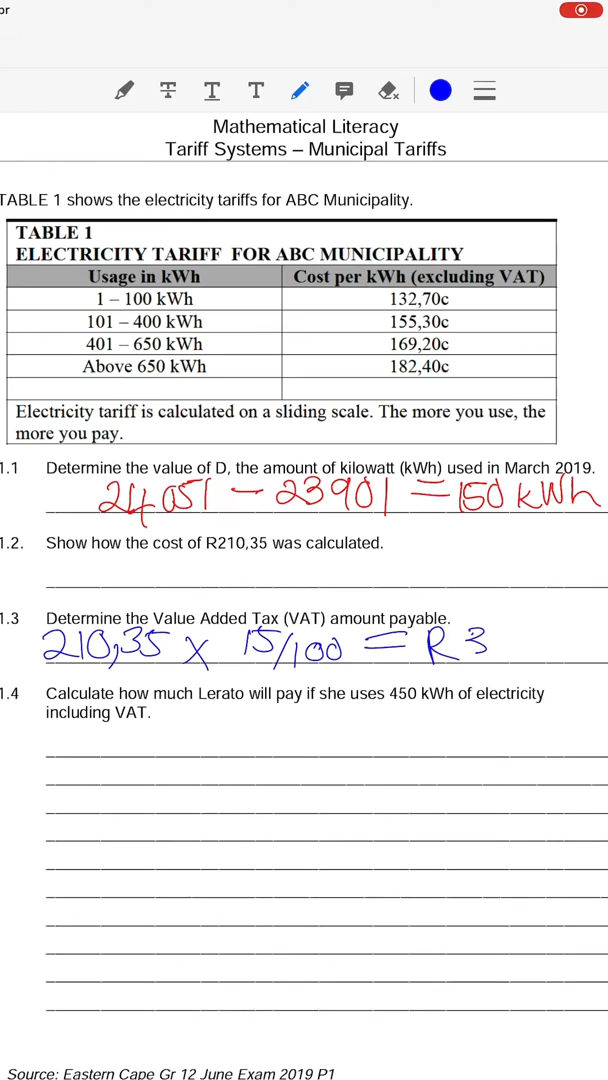 or
T T T
Mathematical Literacy
Tariff Systems – Municipal Tariffs
TABLE 1 shows the electricity tariffs for ABC Municipality.
TABLE 1
ELECTRICITY TARIFF FOR ABC MUNICIPALITY
Usage in kWh Cost per kWh (excluding VAT)
1 – 100 kWh 132,70c
101 – 400 kWh 155,30c
401 – 650 kWh 169,20c
Above 650 kWh 182,40c
Electricity tariff is calculated on a sliding scale. The more you use, the
more you pay.
1.1 Determine the value of D, the amount of kilowatt (kWh) used in March 2019.
24051 – 23901 = 150 kWh
1.2. Show how the cost of R210,35 was calculated.
1.3 Determine the Value Added Tax (VAT) amount payable.
210,35 x 15/100 = R 3
1.4 Calculate how much Lerato will pay if she uses 450 kWh of electricity
including VAT.
Source: Eastern Cape Gr 12 June Exam 2019 P1